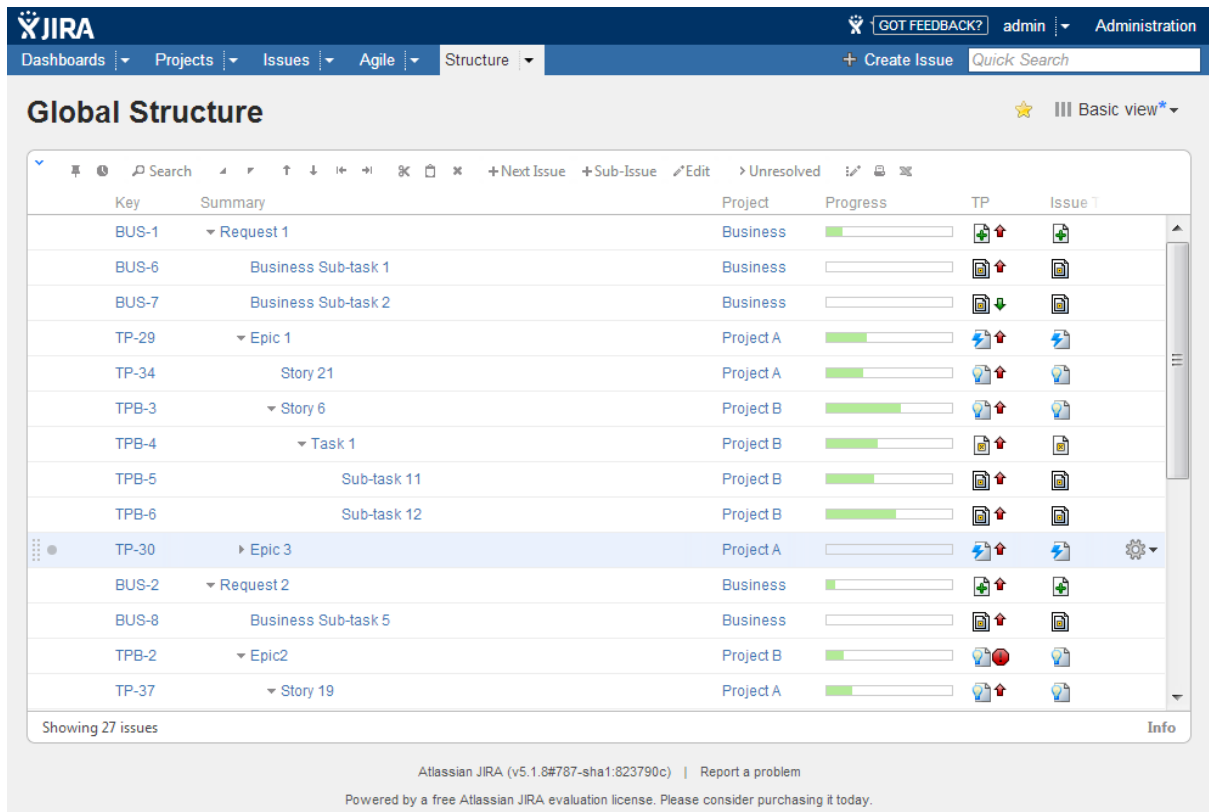 JIRA GOT FEEDBACK? admin Administration
Dashboards Projects Issues Agile Structure + Create Issue Quick Search
Global Structure Basic view*
Search +Next Issue +Sub-Issue Edit >Unresolved
Key Summary Project Progress TP Issue T
BUS-1 Request 1 Business
BUS-6 Business Sub-task 1 Business
BUS-7 Business Sub-task 2 Business
TP-29 Epic 1 Project A
TP-34 Story 21 Project A
TPB-3 Story 6 Project B
TPB-4 Task 1 Project B
TPB-5 Sub-task 11 Project B
TPB-6 Sub-task 12 Project B
TP-30 Epic 3 Project A
BUS-2 Request 2 Business
BUS-8 Business Sub-task 5 Business
TPB-2 Epic2 Project B
TP-37 Story 19 Project A
Showing 27 issues Info
Atlassian JIRA (v5.1.8#787-sha1:823790c) | Report a problem
Powered by a free Atlassian JIRA evaluation license. Please consider purchasing it today.